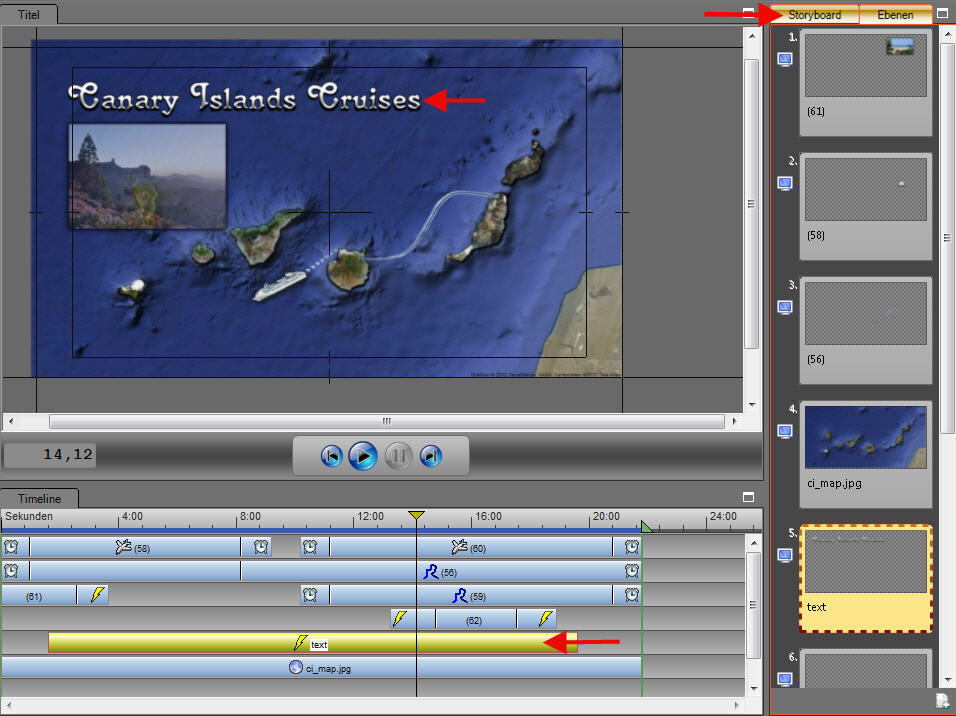 Titel
Storyboard
Ebenen
Canary Islands Cruises
1.
(61)
2.
(58)
3.
(56)
4.
ci_map.jpg
5.
text
6.
14,12
Timeline
Sekunden 4:00 8:00 12:00 16:00 20:00 24:00
(58) (60)
(56)
(61) (59)
(62)
text
ci_map.jpg